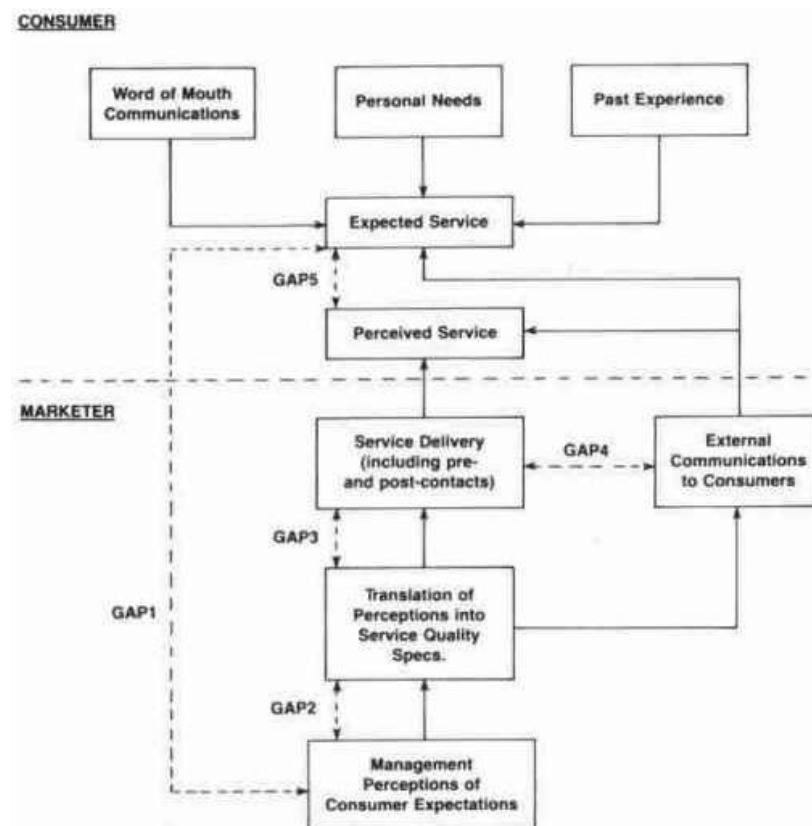 CONSUMER
Word of Mouth
Communications
Personal Needs
Past Experience
Expected Service
GAP5
Perceived Service
MARKETER
Service Delivery
(including pre-
and post-contacts)
GAP4
External
Communications
to Consumers
GAP3
Translation of
Perceptions into
Service Quality
Specs.
GAP1
GAP2
Management
Perceptions of
Consumer Expectations